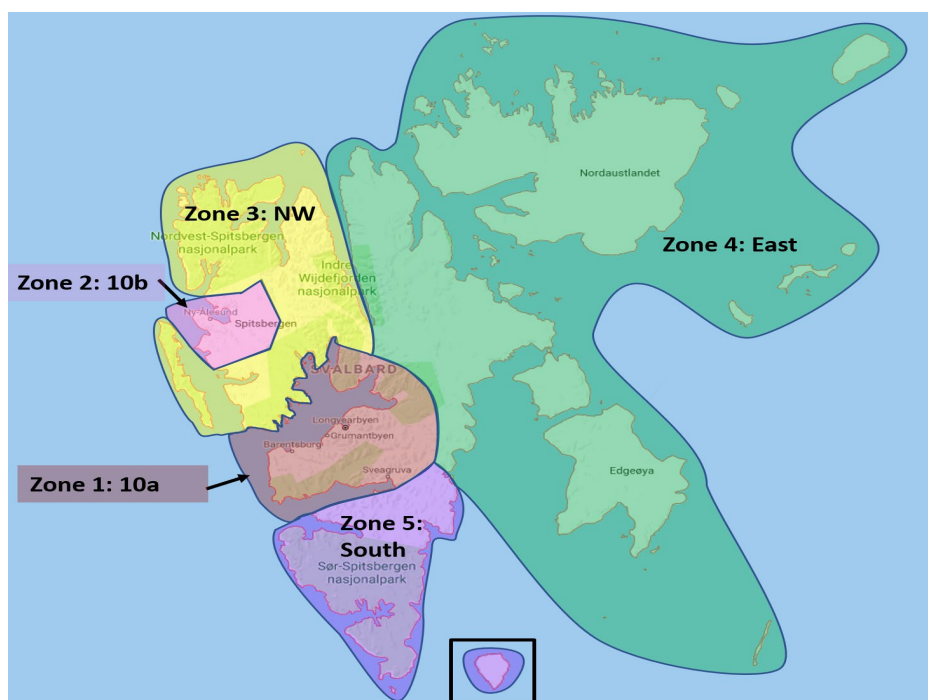 Nordaustlandet
Zone 3: NW
Nordvest-Spitsbergen
nasjonalpark
Zone 4: East
Indre
Wijdefjorden
nasjonalpark
Zone 2: 10b
Ny-Ålesund
Spitsbergen
SVALBARD
Longyearbyen
Grumantbyen
Barentsburg
Zone 1: 10a
Sveagruva
Edgeøya
Zone 5:
South
Sør-Spitsbergen
nasjonalpark